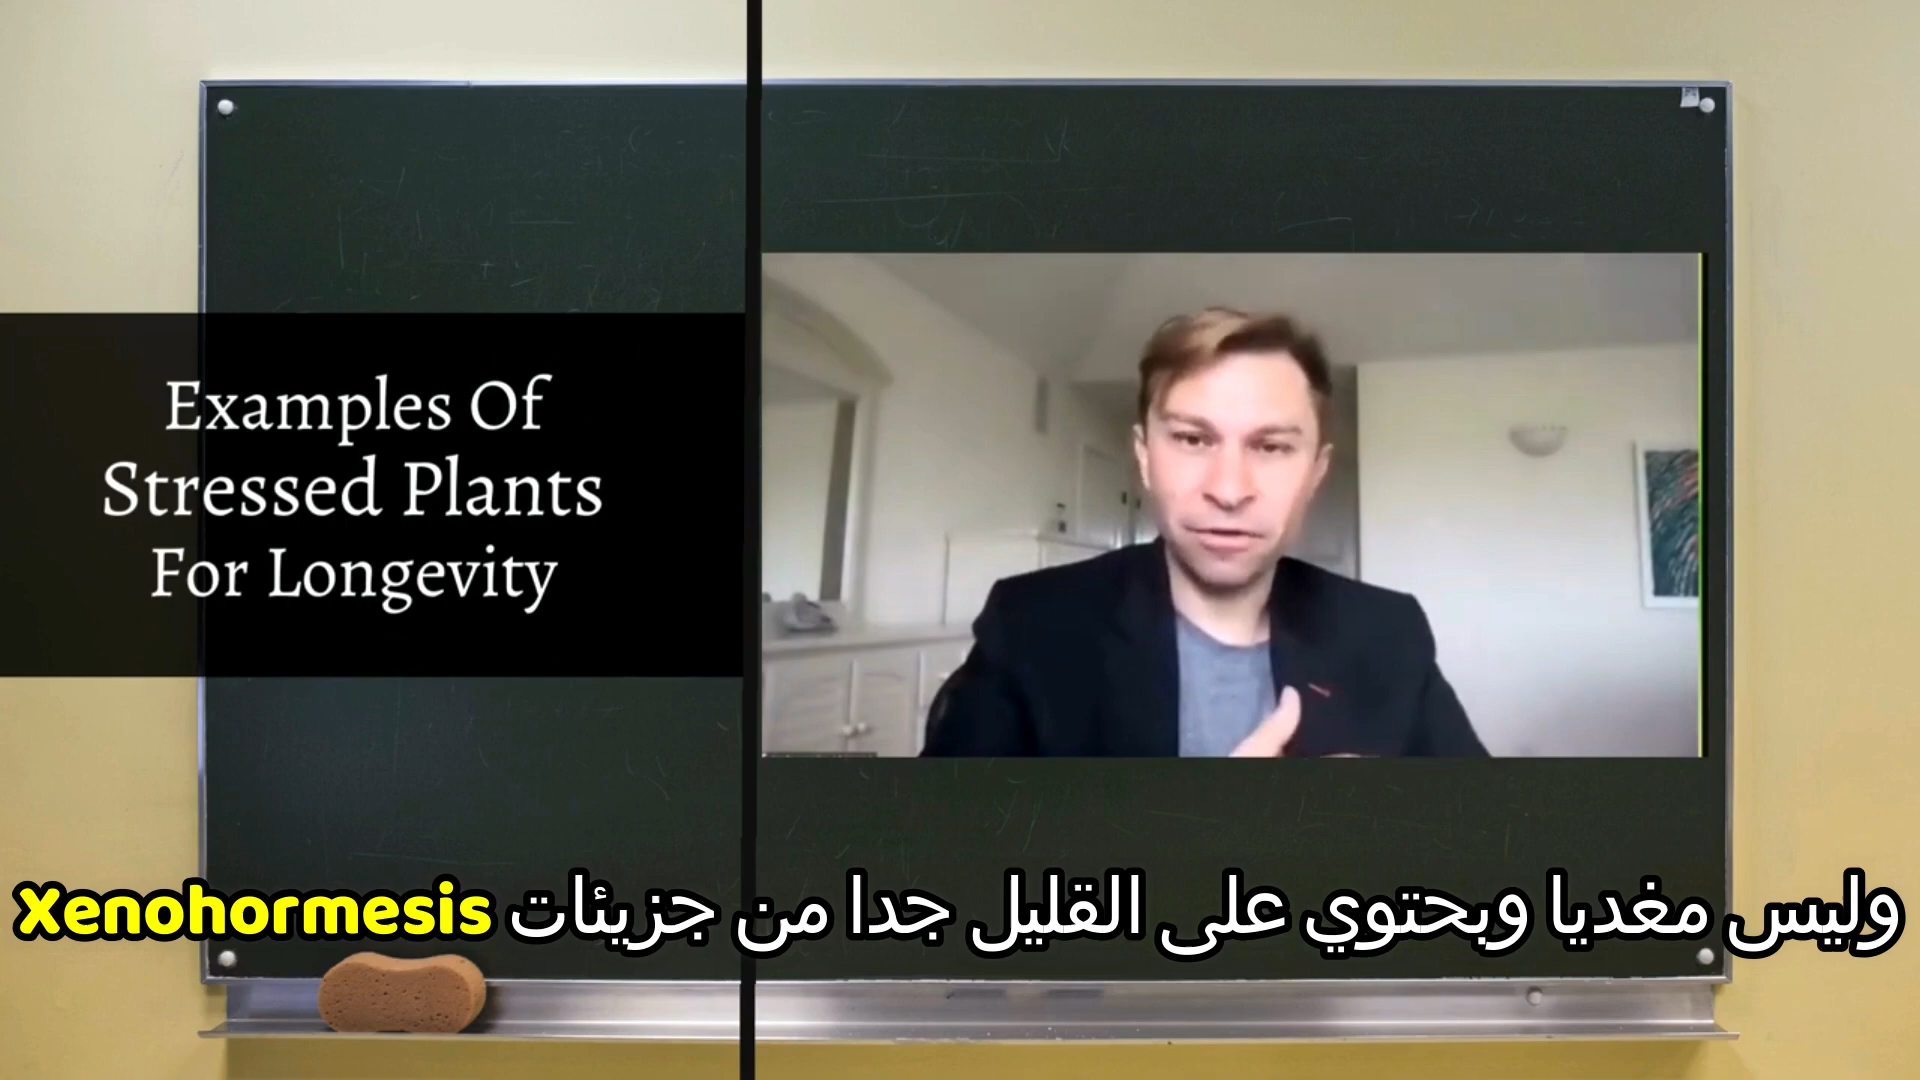 Examples Of
Stressed Plants
For Longevity
وليس مغديا وبحتوي على القليل جدا من جزيئات Xenohormesis